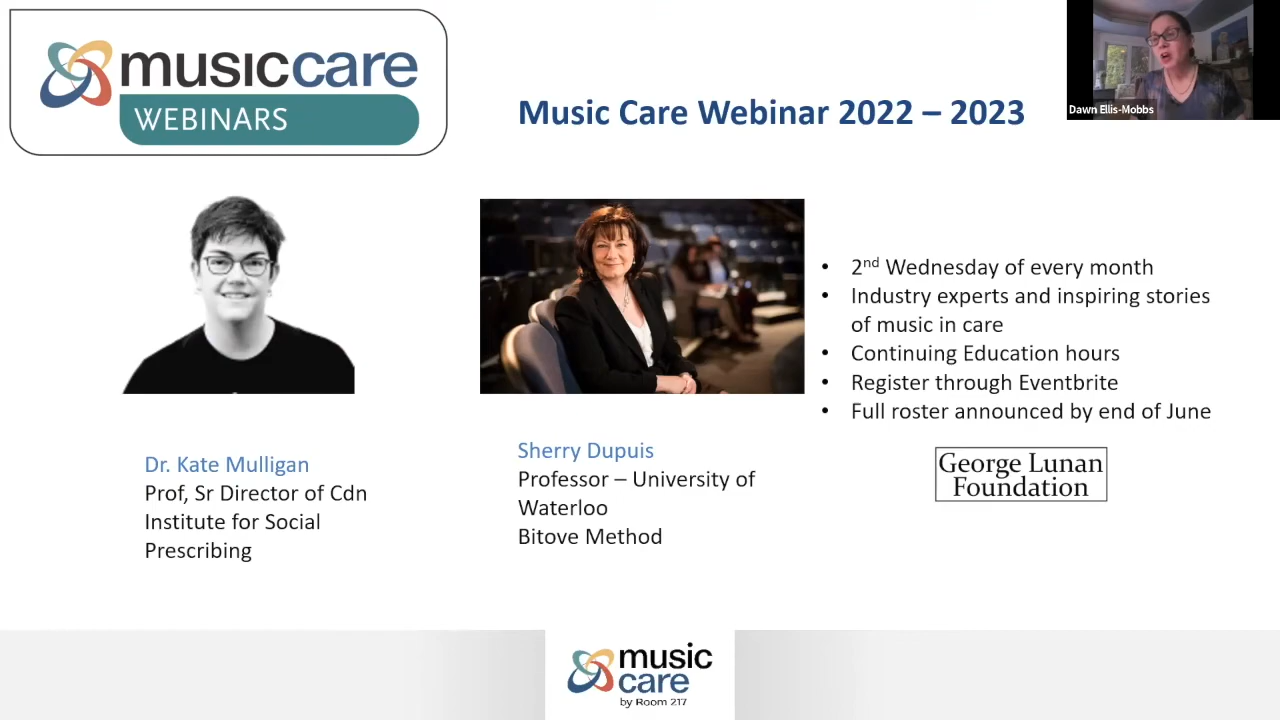 musiccare
WEBINARS
Music Care Webinar 2022 – 2023
Dawn Ellis-Mobbs
Dr. Kate Mulligan
Prof, Sr Director of Cdn
Institute for Social
Prescribing
Sherry Dupuis
Professor – University of
Waterloo
Bitove Method
• 2nd Wednesday of every month
• Industry experts and inspiring stories
of music in care
• Continuing Education hours
• Register through Eventbrite
• Full roster announced by end of June
George Lunan
Foundation
music
care
by Room 217